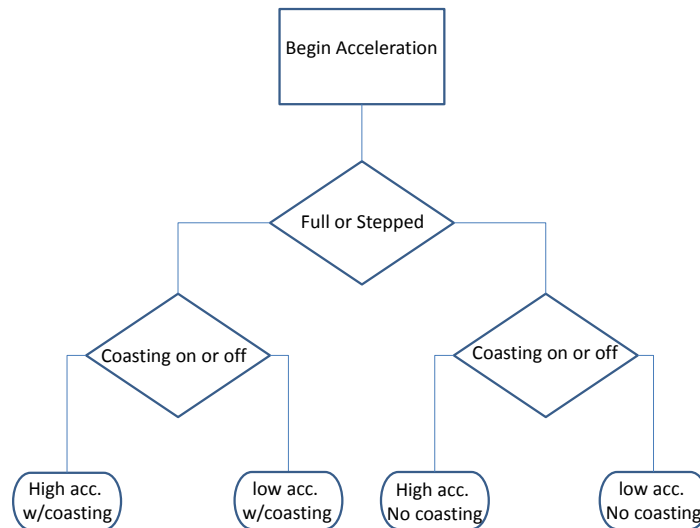 Begin Acceleration
Full or Stepped
Coasting on or off
Coasting on or off
High acc.
w/coasting
low acc.
w/coasting
High acc.
No coasting
low acc.
No coasting